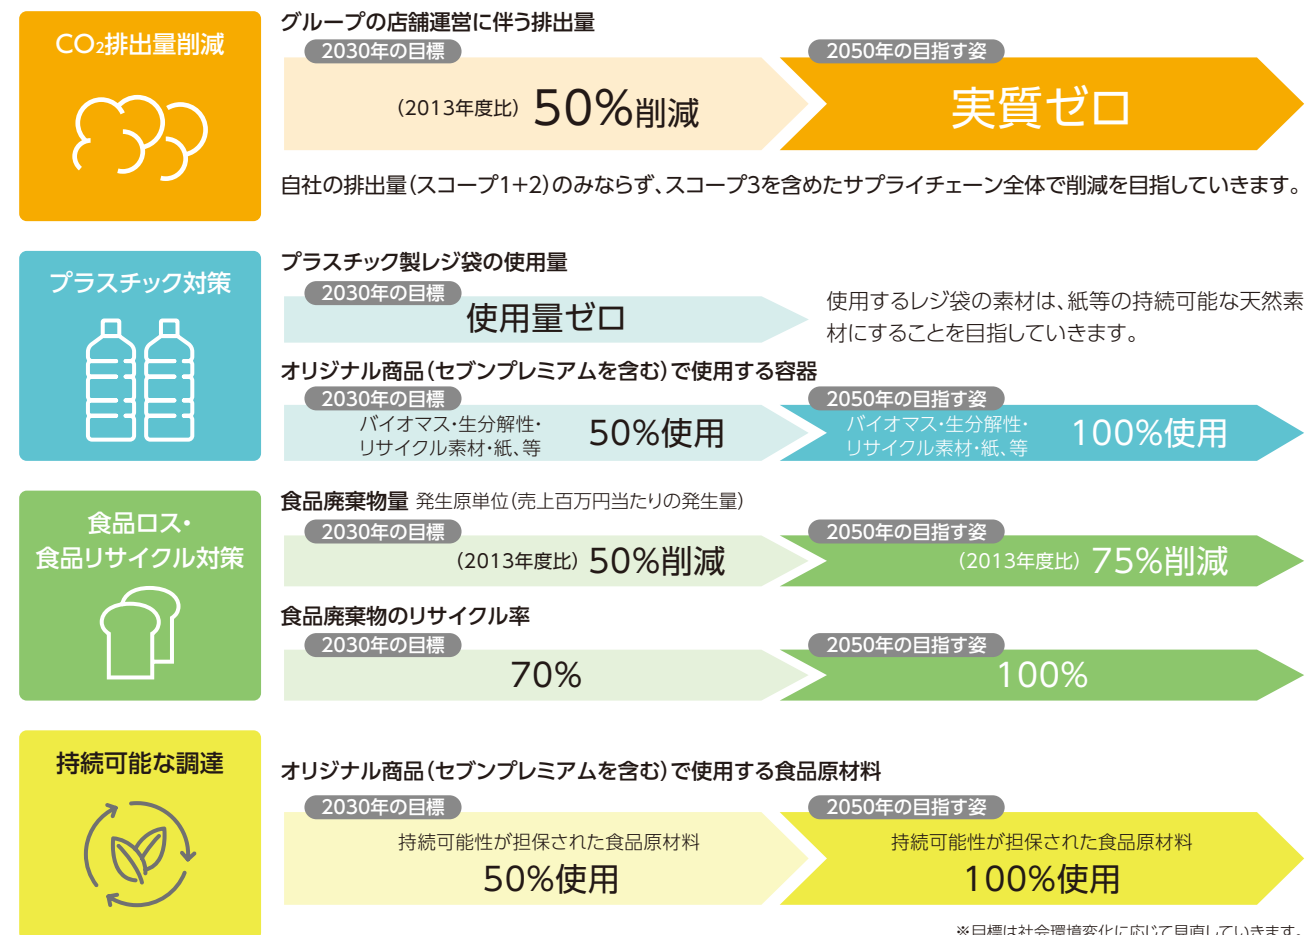 CO₂排出量削減
グループの店舗運営に伴う排出量
2030年の目標
（2013年度比）50%削減
2050年の目指す姿
実質ゼロ
自社の排出量（スコープ1+2）のみならず、スコープ3を含めたサプライチェーン全体で削減を目指していきます。
プラスチック対策
プラスチック製レジ袋の使用量
2030年の目標
使用量ゼロ
使用するレジ袋の素材は、紙等の持続可能な天然素
材にすることを目指していきます。
オリジナル商品（セブンプレミアムを含む）で使用する容器
2030年の目標
バイオマス・生分解性・
リサイクル素材・紙、等
50%使用
2050年の目指す姿
バイオマス・生分解性・
リサイクル素材・紙、等
100%使用
食品ロス・
食品リサイクル対策
食品廃棄物量 発生原単位（売上百万円当たりの発生量）
2030年の目標
（2013年度比）50%削減
2050年の目指す姿
（2013年度比）75%削減
食品廃棄物のリサイクル率
2030年の目標
70%
2050年の目指す姿
100%
持続可能な調達
オリジナル商品（セブンプレミアムを含む）で使用する食品原材料
2030年の目標
持続可能性が担保された食品原材料
50%使用
2050年の目指す姿
持続可能性が担保された食品原材料
100%使用
※目標は社会環境変化に応じて見直していきます。